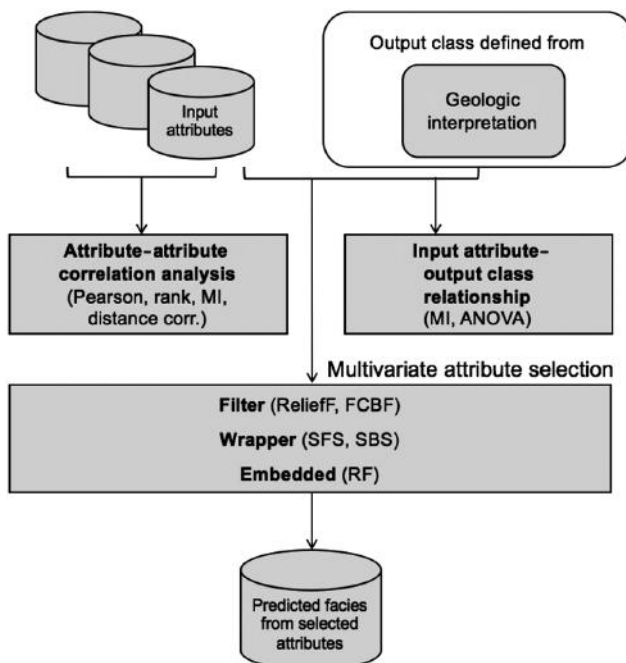 Input
attributes
Output class defined from
Geologic
interpretation
Attribute–attribute
correlation analysis
(Pearson, rank, MI,
distance corr.)
Input attribute–
output class
relationship
(MI, ANOVA)
Multivariate attribute selection
Filter (ReliefF, FCBF)
Wrapper (SFS, SBS)
Embedded (RF)
Predicted facies
from selected
attributes